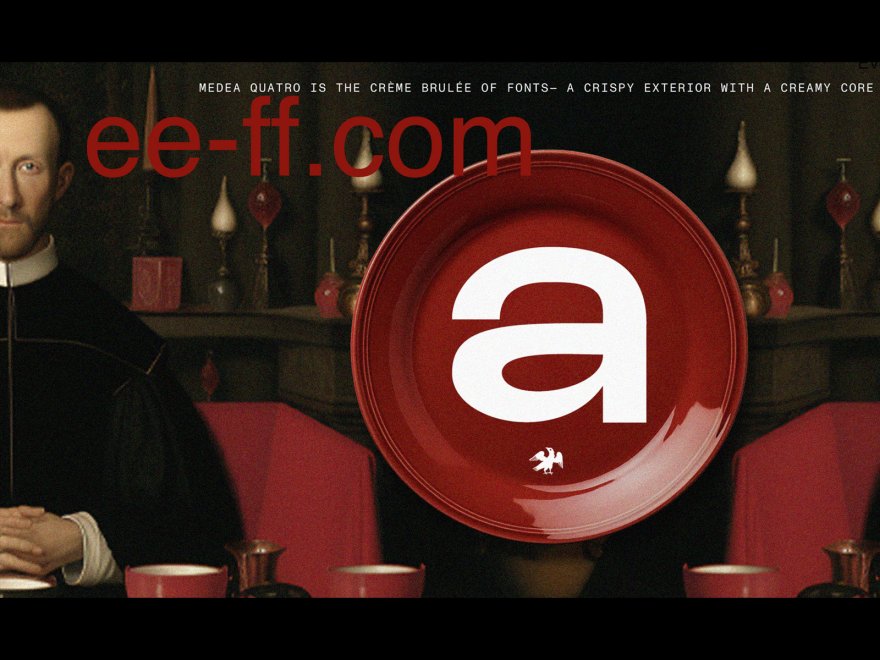 MEDEA QUATRO IS THE CRÈME BRULÉE OF FONTS— A CRISPY EXTERIOR WITH A CREAMY CORE
ee-ff.com
a